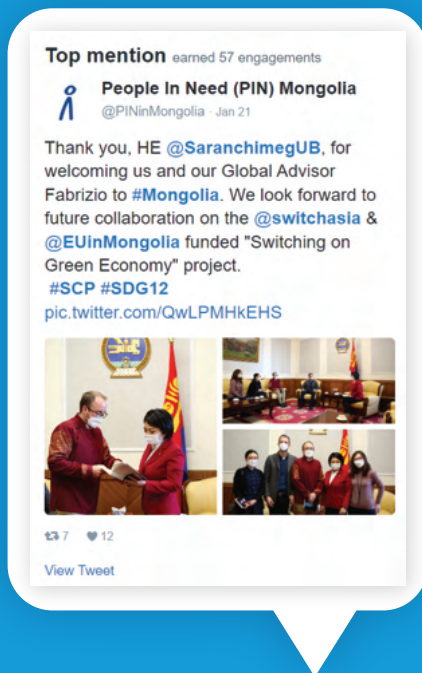 Top mention earned 57 engagements
People In Need (PIN) Mongolia
@PINinMongolia · Jan 21
Thank you, HE @SaranchimegUB, for
welcoming us and our Global Advisor
Fabrizio to #Mongolia. We look forward to
future collaboration on the @switchasia &
@EUinMongolia funded "Switching on
Green Economy" project.
#SCP #SDG12
pic.twitter.com/QwLPMHkEHS
7 12
View Tweet